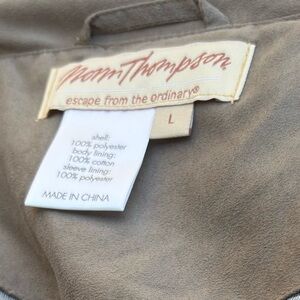 Norm Thompson
escape from the ordinary®
L
shell:
100% polyester
body lining:
100% cotton
sleeve lining:
100% polyester
MADE IN CHINA